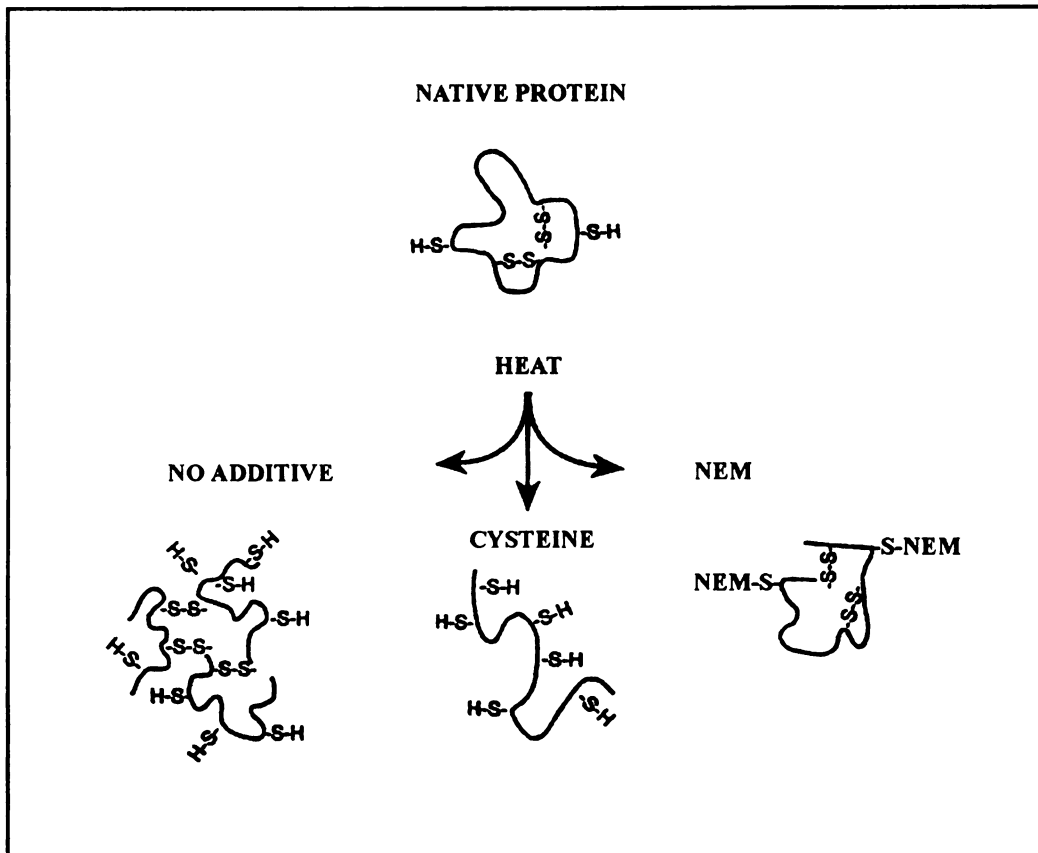 NATIVE PROTEIN
-S-S-
H-S-
-S-H
-S-S-
HEAT
NO ADDITIVE
NEM
CYSTEINE
H-S-
-S-H
-S-H
-S-S-
-S-H
H-S-
-S-S-
-S-S-
H-S-
H-S-
-S-H
-S-H
H-S-
-S-H
-S-H
H-S-
-S-H
-S-NEM
-S-S-
NEM-S-
-S-S-